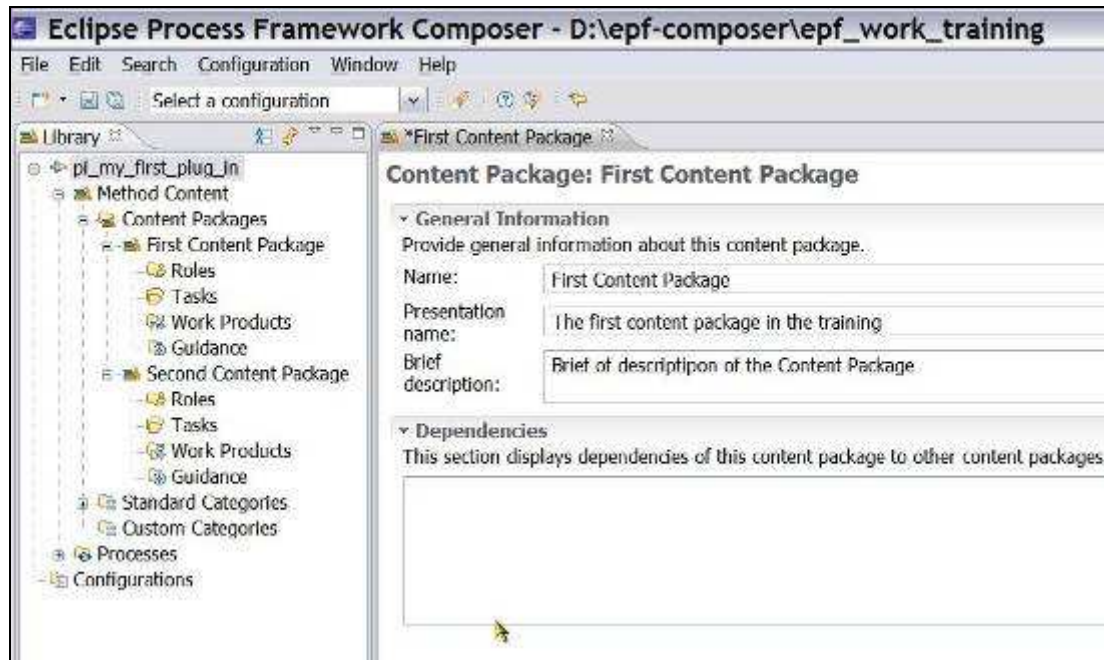 Eclipse Process Framework Composer - D:\epf-composer\epf_work_training
File Edit Search Configuration Window Help
Select a configuration
Library
pl_my_first_plug_in
Method Content
Content Packages
First Content Package
Roles
Tasks
Work Products
Guidance
Second Content Package
Roles
Tasks
Work Products
Guidance
Standard Categories
Custom Categories
Processes
Configurations
*First Content Package
Content Package: First Content Package
General Information
Provide general information about this content package.
Name:
First Content Package
Presentation
name:
The first content package in the training
Brief
description:
Brief of descriptipon of the Content Package
Dependencies
This section displays dependencies of this content package to other content packages